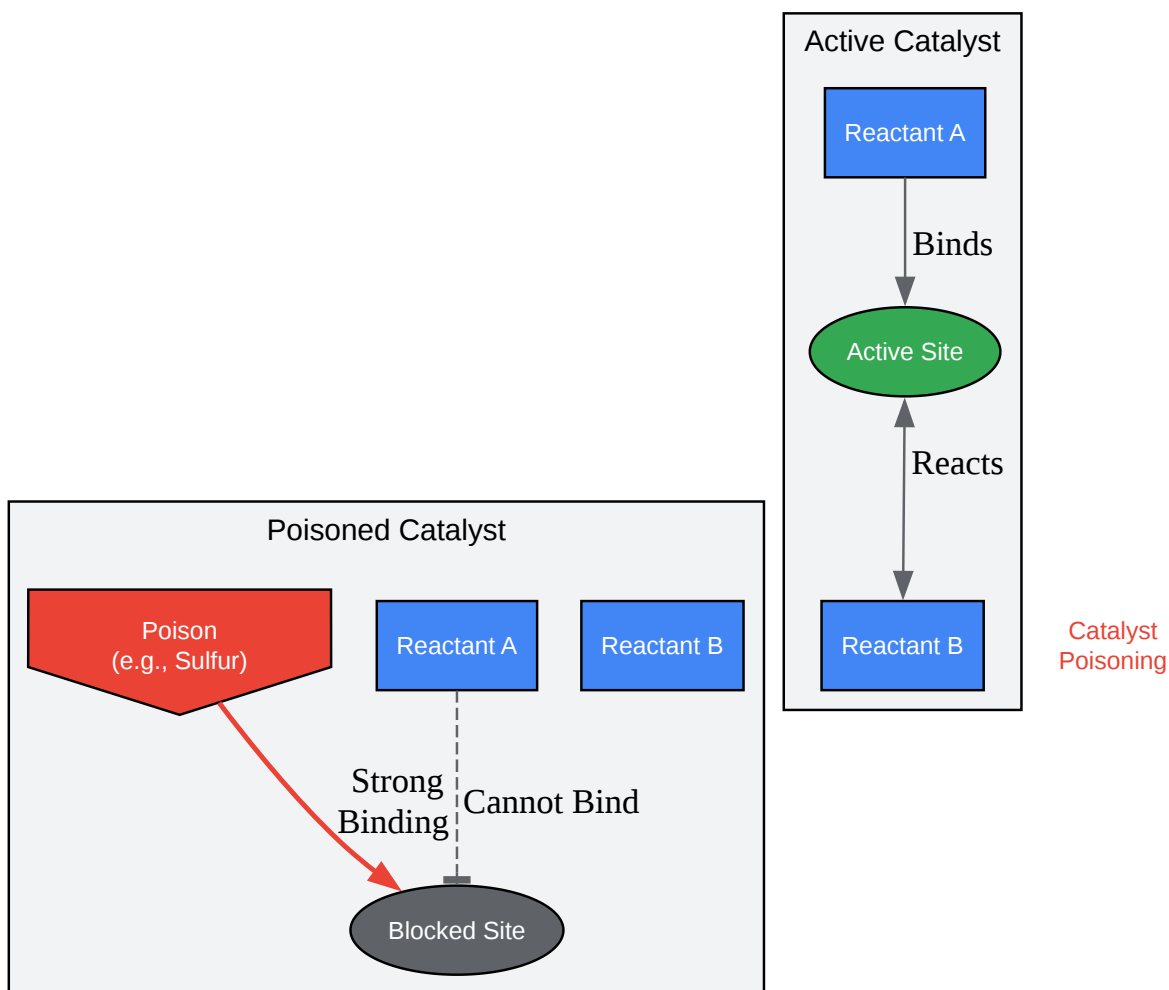 Active Catalyst
Reactant A
Binds
Active Site
Reacts
Reactant B
Catalyst
Poisoning
Poisoned Catalyst
Poison
(e.g., Sulfur)
Reactant A
Reactant B
Strong
Binding
Cannot Bind
Blocked Site